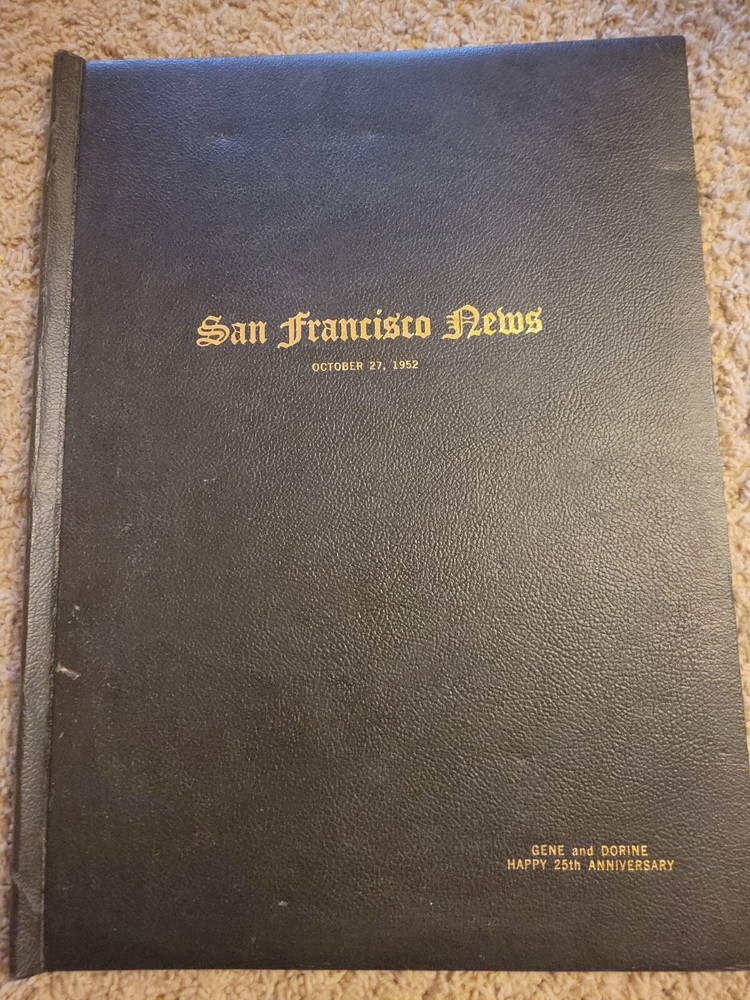 San Francisco News
OCTOBER 27, 1952
GENE and DORINE
HAPPY 25th ANNIVERSARY